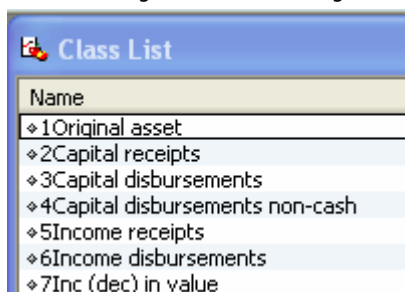 Class List
Name
1Original asset
2Capital receipts
3Capital disbursements
4Capital disbursements non-cash
5Income receipts
6Income disbursements
7Inc (dec) in value